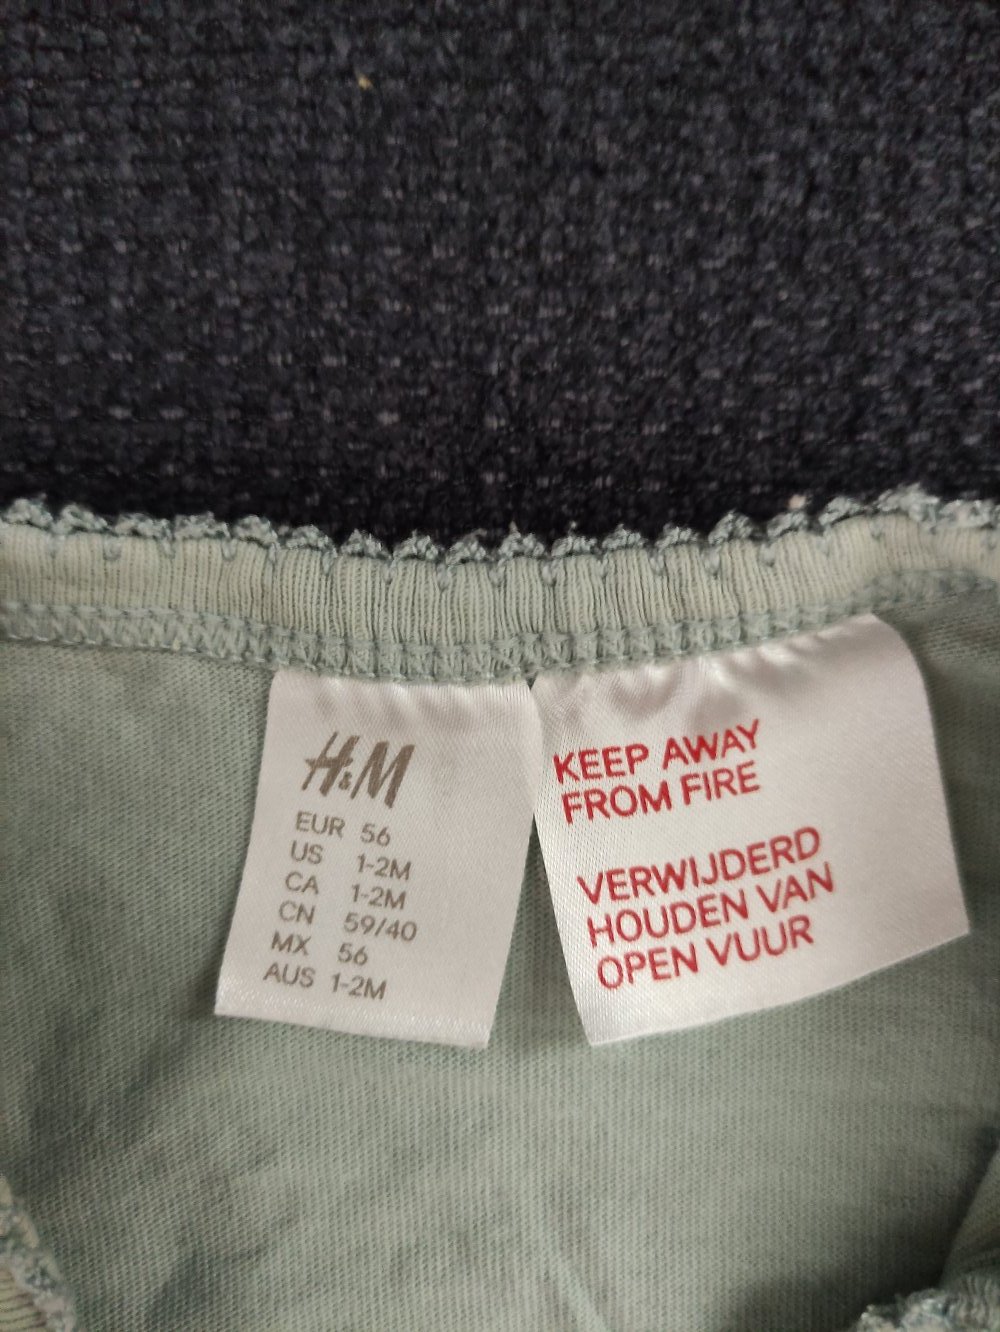 H&M
EUR 56
US 1-2M
CA 1-2M
CN 59/40
MX 56
AUS 1-2M
KEEP AWAY
FROM FIRE
VERWIJDERD
HOUDEN VAN
OPEN VUUR